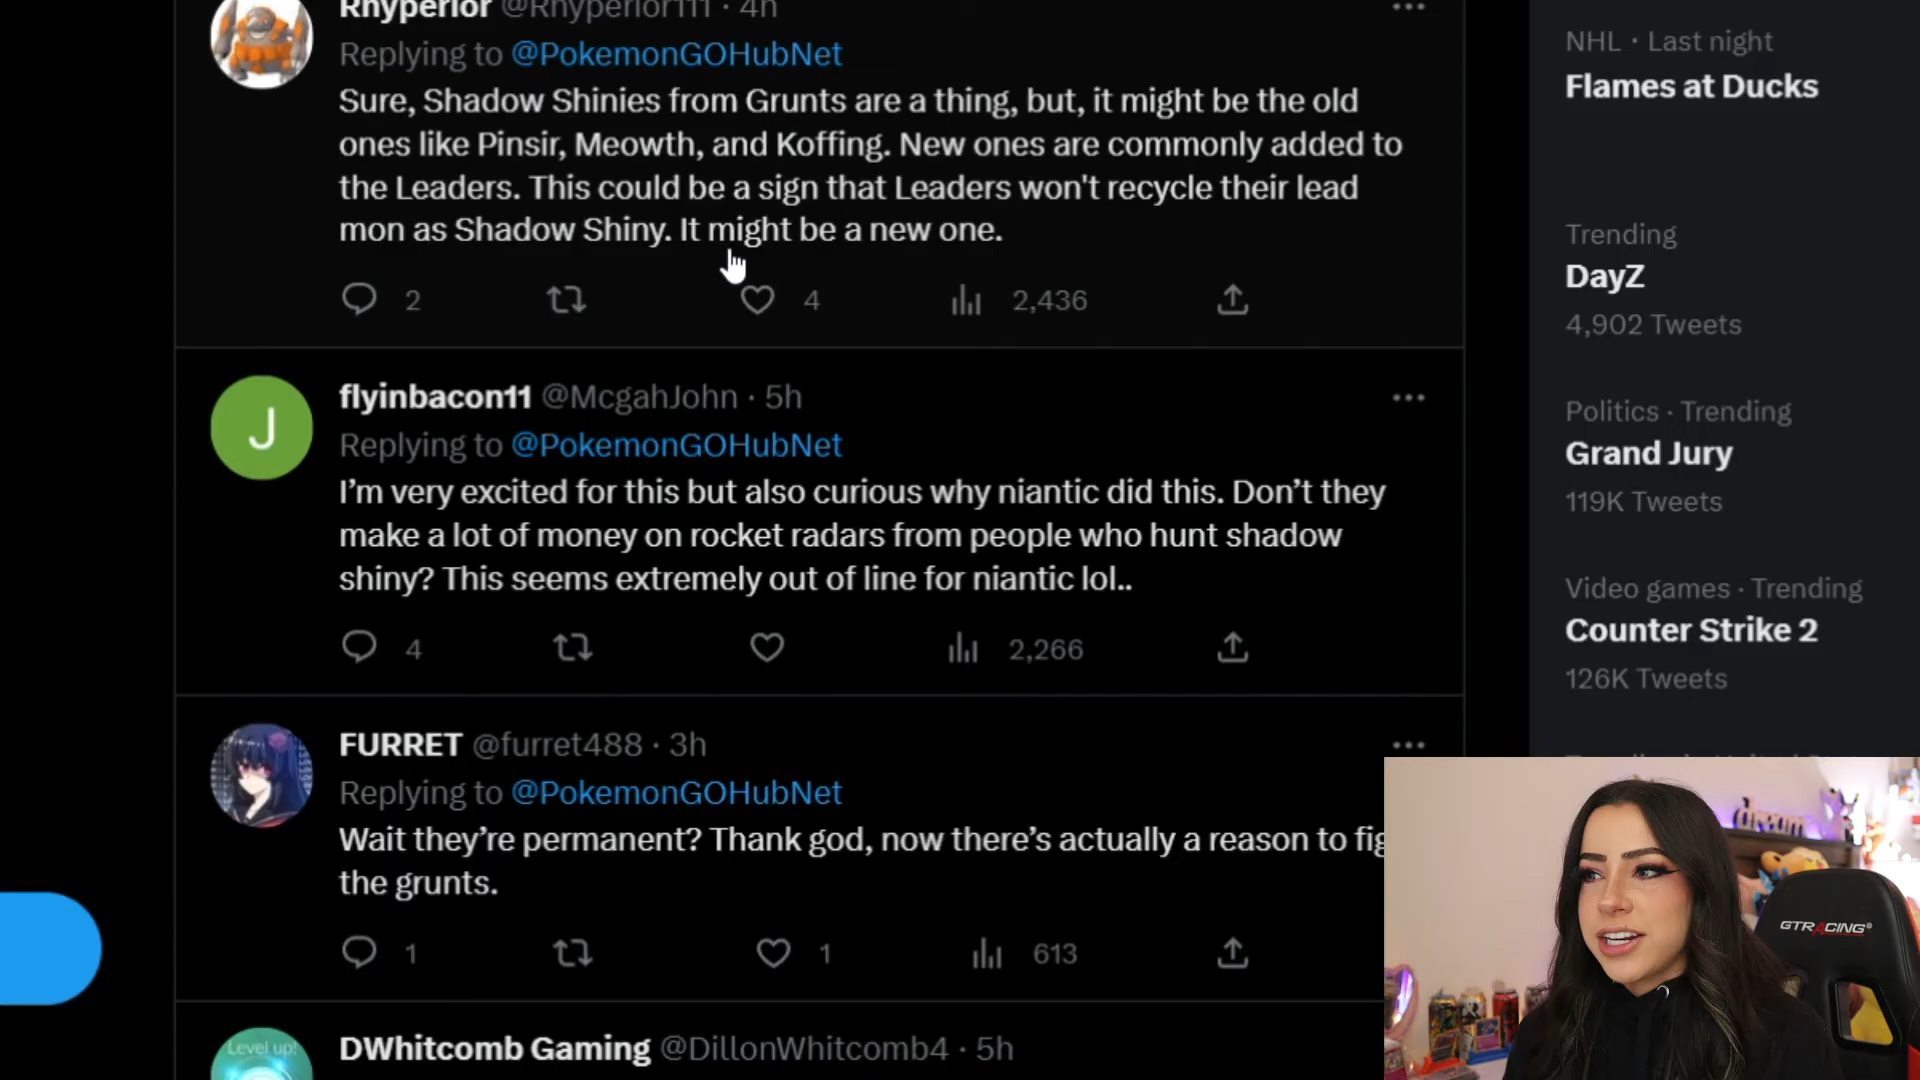 Rhyperior @Rhyperior111 · 4h
Replying to @PokemonGOHubNet
Sure, Shadow Shinies from Grunts are a thing, but, it might be the old
ones like Pinsir, Meowth, and Koffing. New ones are commonly added to
the Leaders. This could be a sign that Leaders won't recycle their lead
mon as Shadow Shiny. It might be a new one.
2 4 2,436
flyinbacon11 @McgahJohn · 5h
Replying to @PokemonGOHubNet
I'm very excited for this but also curious why niantic did this. Don't they
make a lot of money on rocket radars from people who hunt shadow
shiny? This seems extremely out of line for niantic lol..
4 2,266
FURRET @furret488 · 3h
Replying to @PokemonGOHubNet
Wait they're permanent? Thank god, now there's actually a reason to
the grunts.
1 1 613
Level up!
DWhitcomb Gaming @DillonWhitcomb4 · 5h
J
NHL · Last night
Flames at Ducks
Trending
DayZ
4,902 Tweets
Politics · Trending
Grand Jury
119K Tweets
Video games · Trending
Counter Strike 2
126K Tweets
dream
GTRACING